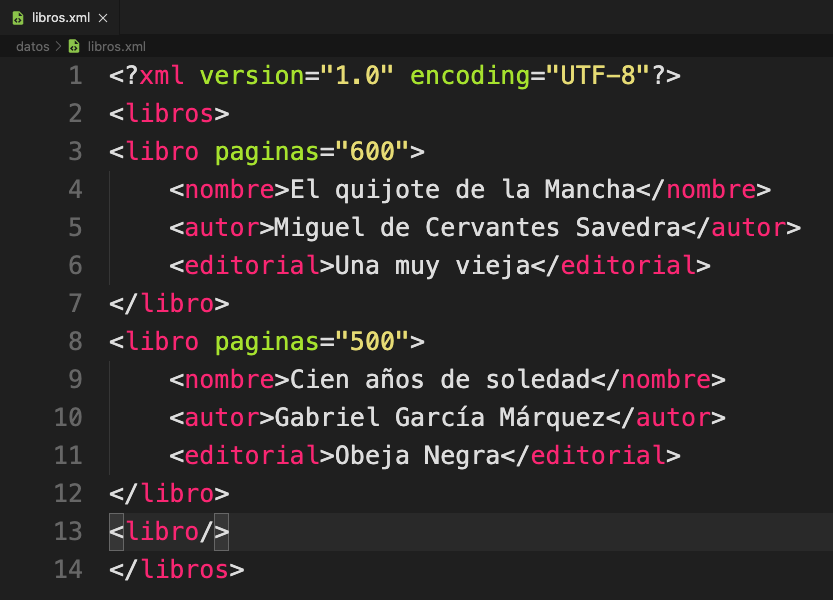 libros.xml ×
datos > libros.xml
1 <?xml version="1.0" encoding="UTF-8"?>
2 <libros>
3 <libro paginas="600">
4     <nombre>El quijote de la Mancha</nombre>
5     <autor>Miguel de Cervantes Savedra</autor>
6     <editorial>Una muy vieja</editorial>
7 </libro>
8 <libro paginas="500">
9     <nombre>Cien años de soledad</nombre>
10     <autor>Gabriel García Márquez</autor>
11     <editorial>Obeja Negra</editorial>
12 </libro>
13 <libro/>
14 </libros>